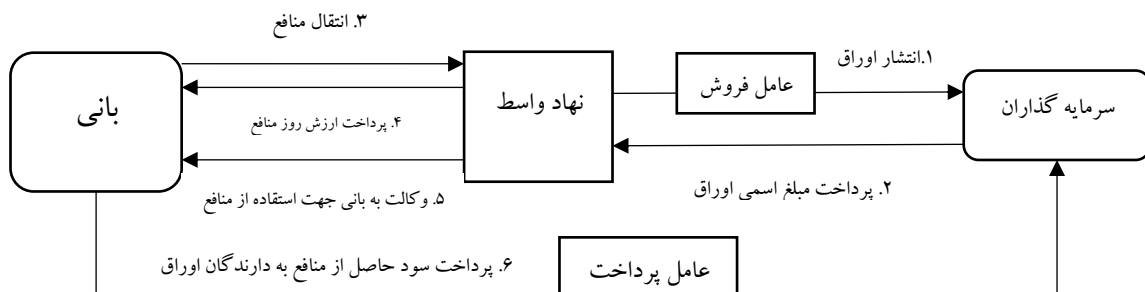 ۳. انتقال منافع
۱.انتشار اوراق
بانی
نهاد واسط
عامل فروش
سرمایه گذاران
۴. پرداخت ارزش روز منافع
۲. پرداخت مبلغ اسمی اوراق
۵. وکالت به بانی جهت استقاده از منافع
۶. پرداخت سود حاصل از منافع به دارندگان اوراق
عامل پرداخت